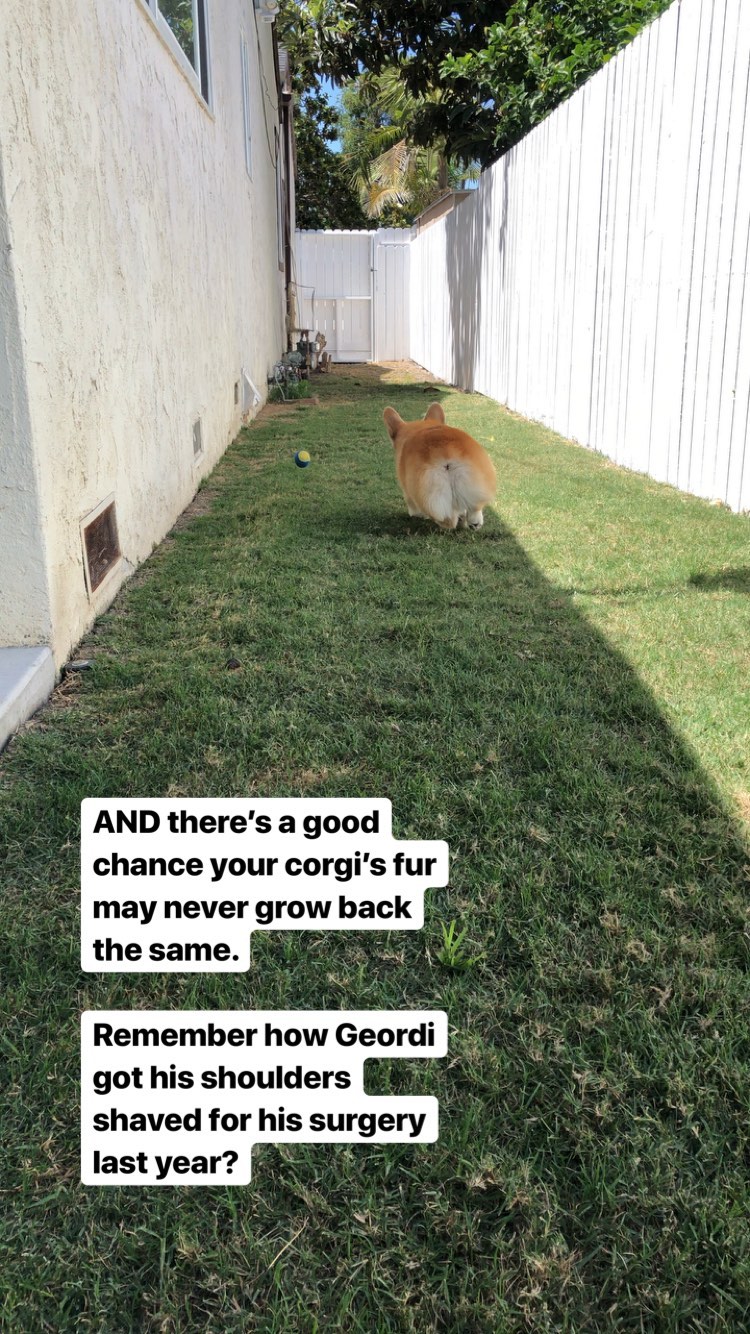 AND there’s a good
chance your corgi’s fur
may never grow back
the same.
Remember how Geordi
got his shoulders
shaved for his surgery
last year?